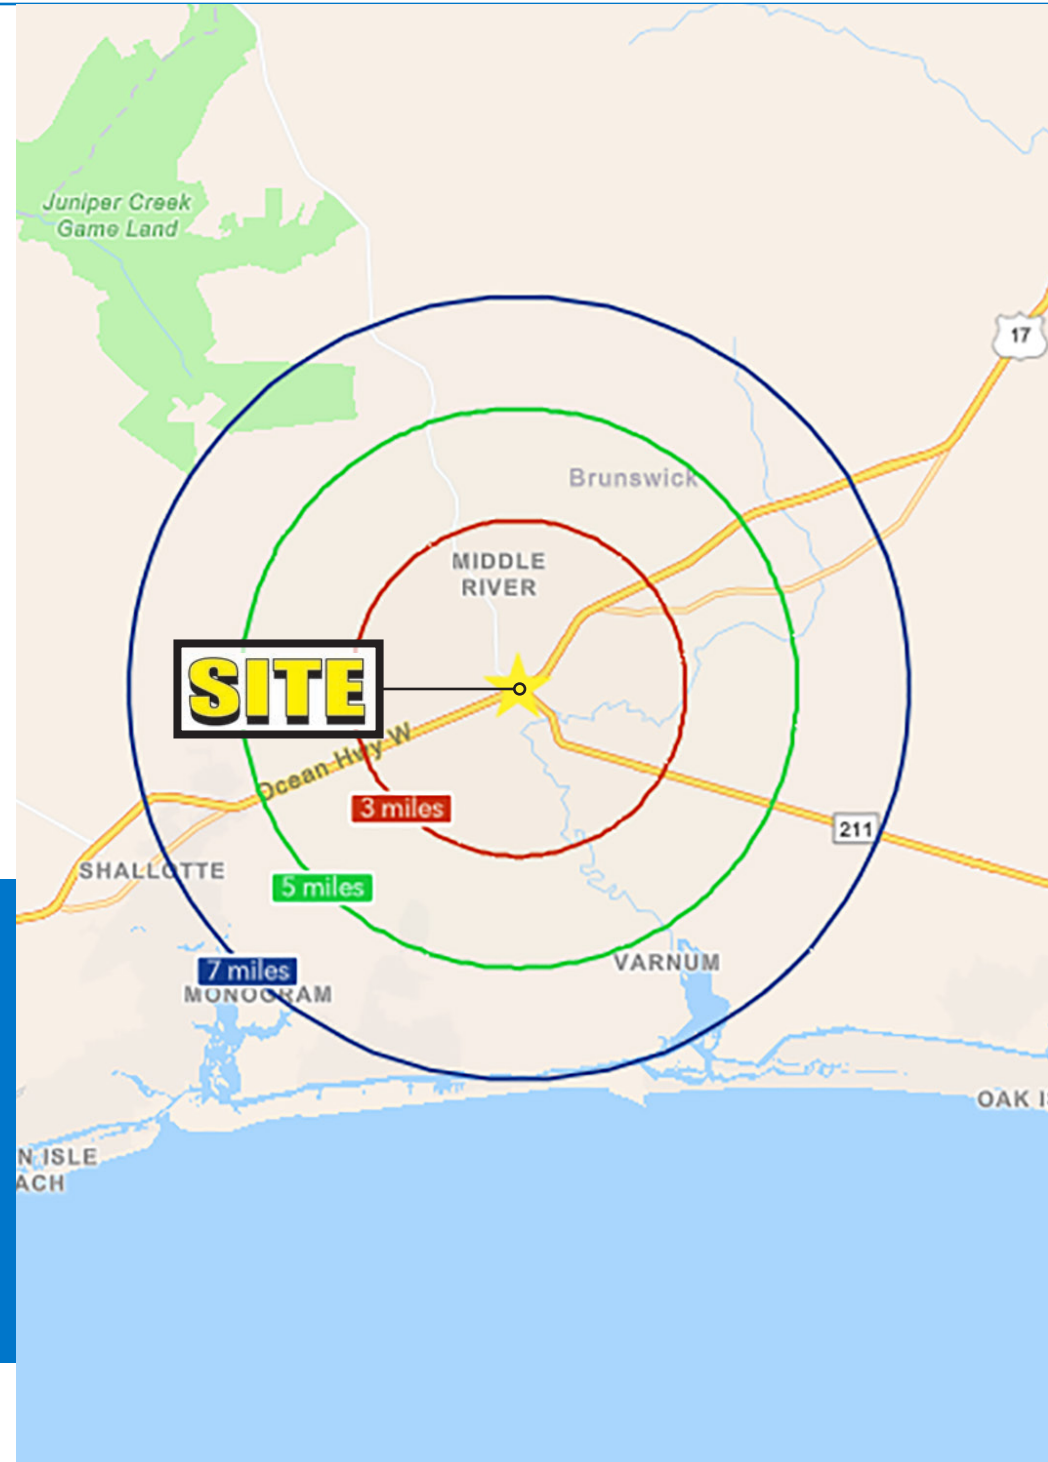 Juniper Creek
Game Land
17
Brunswick
MIDDLE
RIVER
SITE
Ocean Hwy W
3 miles
211
SHALLOTTE
5 miles
VARNUM
7 miles
MONOGRAM
OAK I
N ISLE
ACH